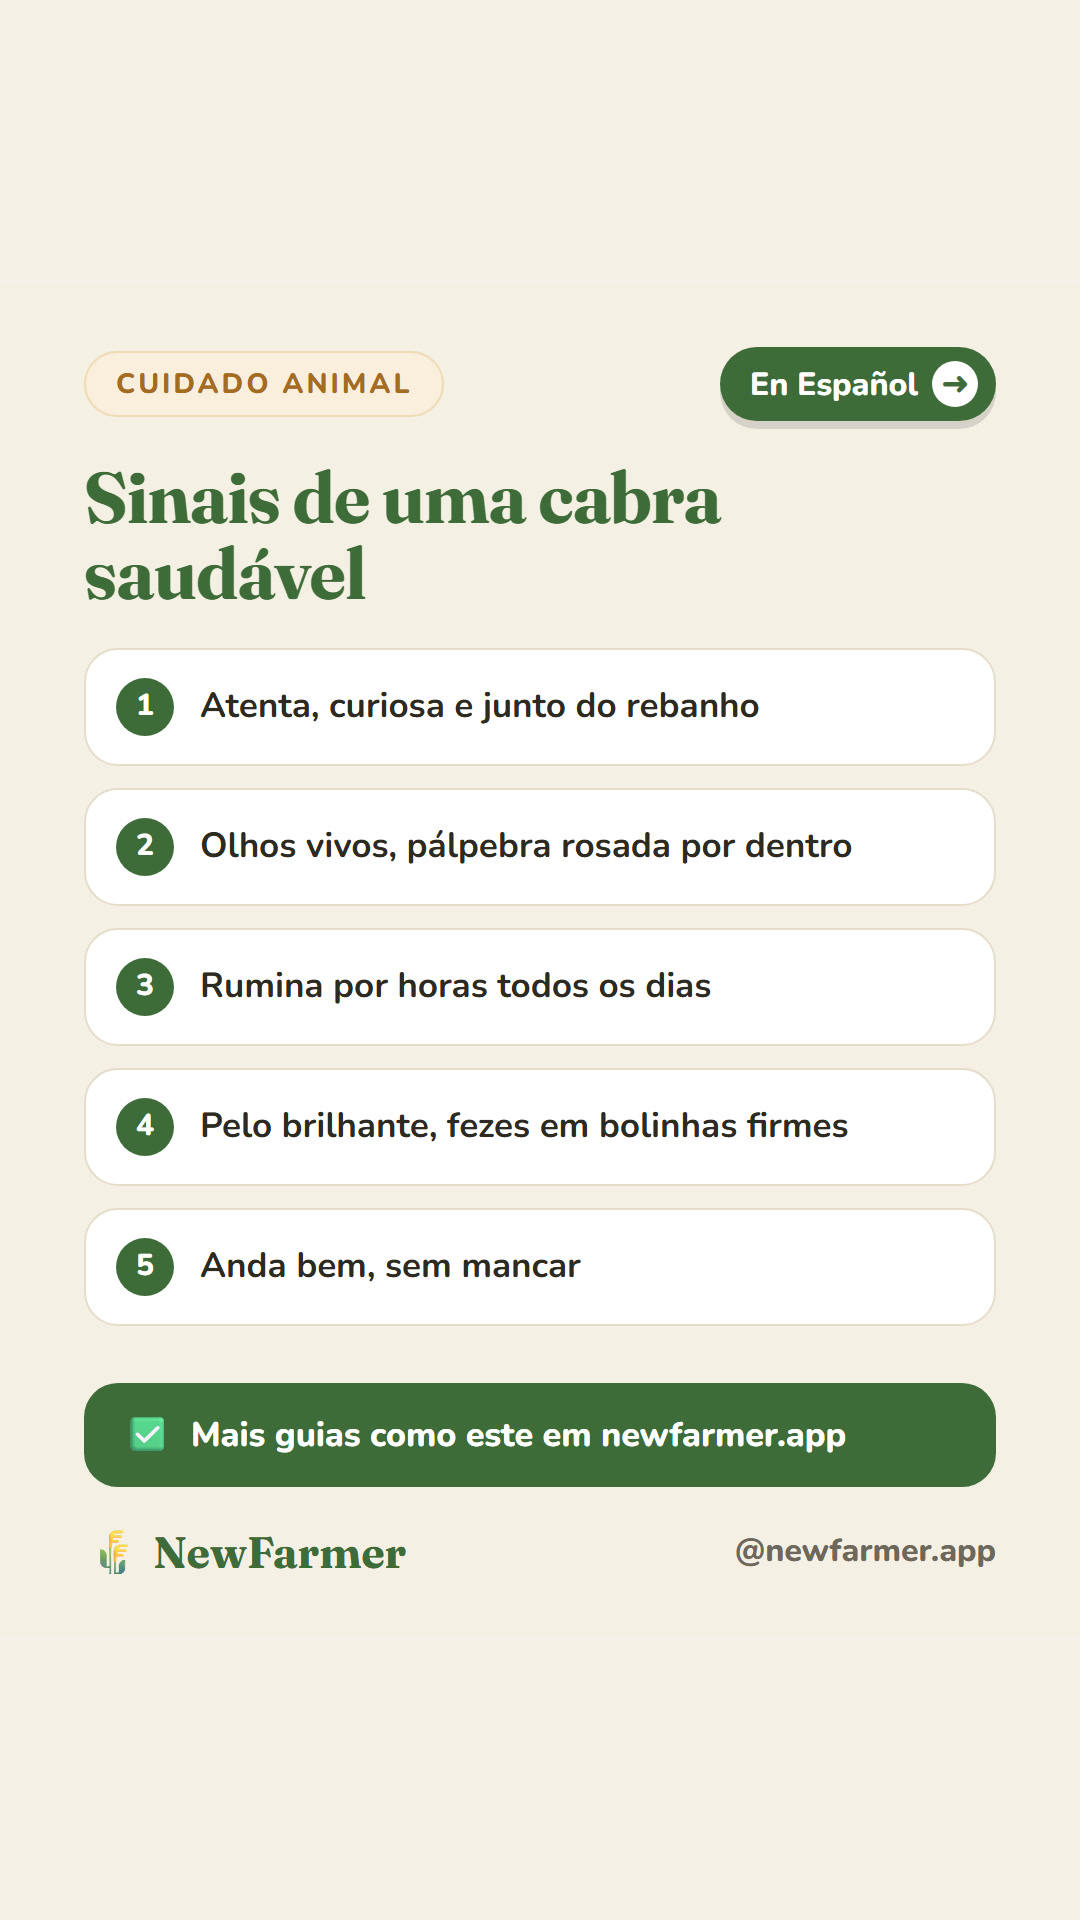 CUIDADO ANIMAL
En Español
Sinais de uma cabra
saudável
1 Atenta, curiosa e junto do rebanho
2 Olhos vivos, pálpebra rosada por dentro
3 Rumina por horas todos os dias
4 Pelo brilhante, fezes em bolinhas firmes
5 Anda bem, sem mancar
Mais guias como este em newfarmer.app
NewFarmer
@newfarmer.app